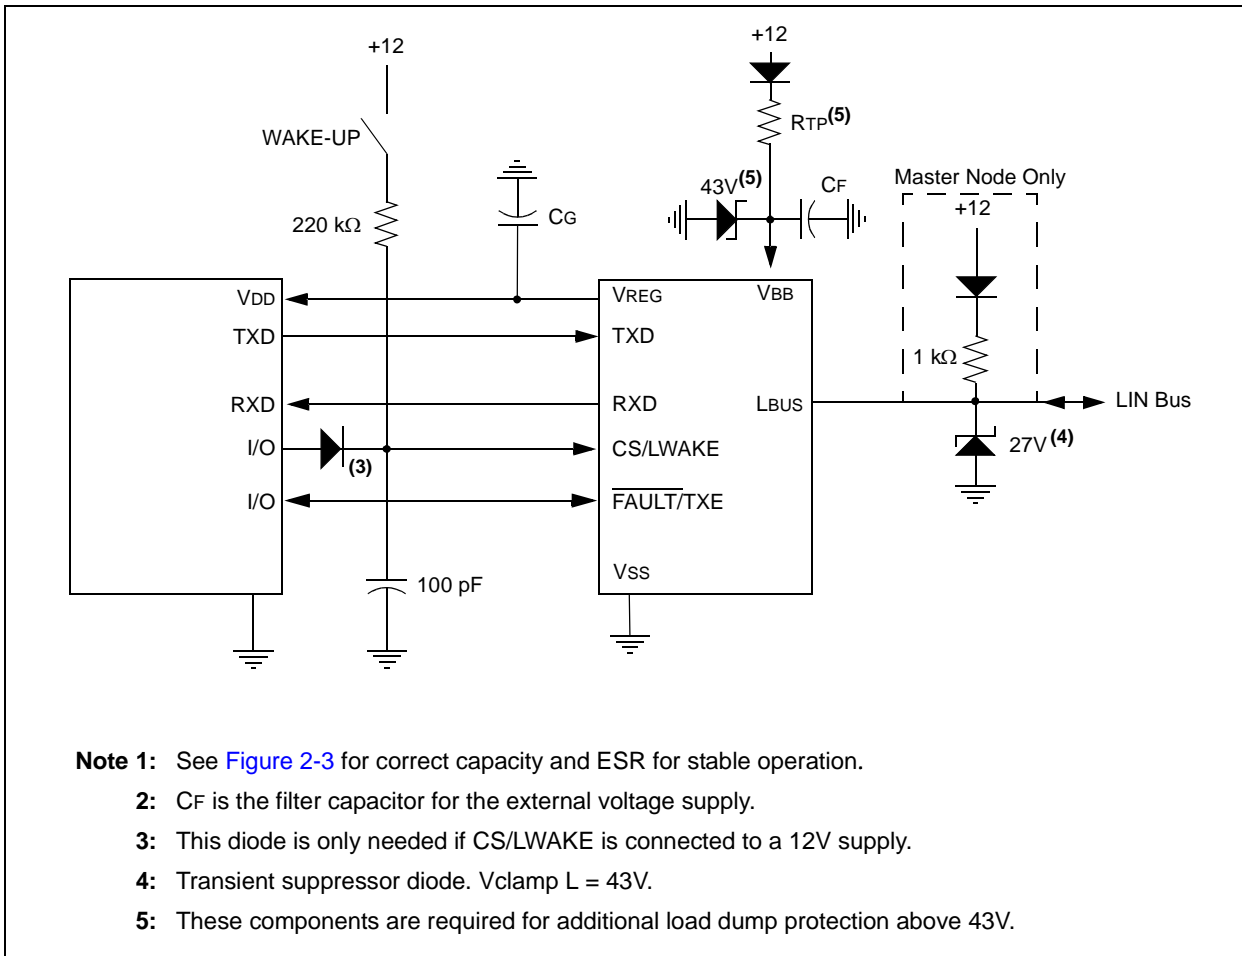 +12
+12
WAKE-UP
RTP(5)
43V(5)
CF
Master Node Only
+12
220 kΩ
CG
VDD
VREG
VBB
TXD
TXD
1 kΩ
RXD
RXD
LBUS
LIN Bus
I/O
(3)
CS/LWAKE
27V(4)
I/O
FAULT/TXE
VSS
100 pF
Note 1: See Figure 2-3 for correct capacity and ESR for stable operation.
2: CF is the filter capacitor for the external voltage supply.
3: This diode is only needed if CS/LWAKE is connected to a 12V supply.
4: Transient suppressor diode. Vclamp L = 43V.
5: These components are required for additional load dump protection above 43V.